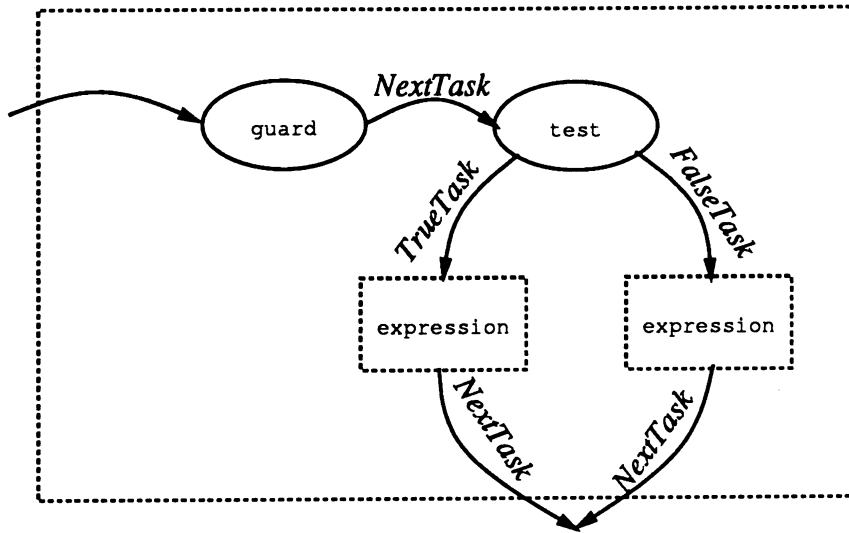 NextTask
guard
test
TrueTask
FalseTask
expression
expression
NextTask
NextTask